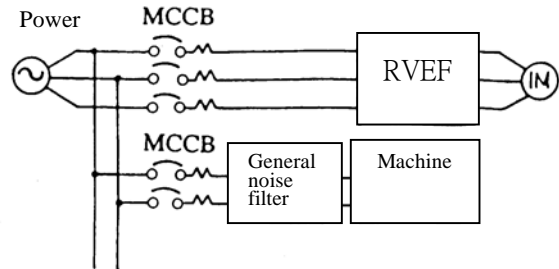 Power
MCCB
RVEF
IM
MCCB
General
noise
filter
Machine